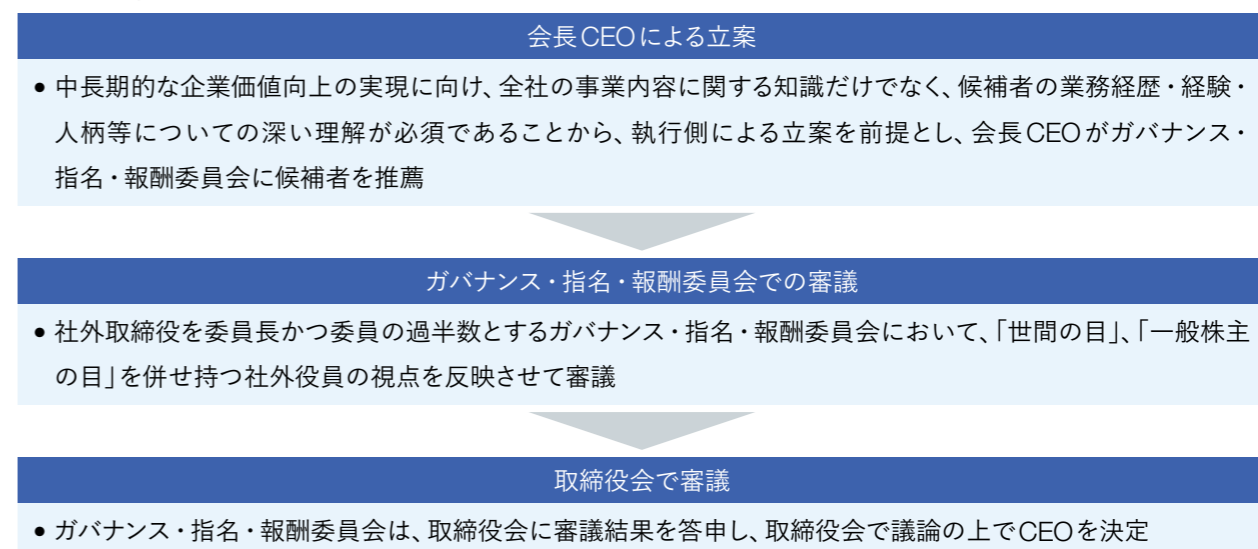 会長CEOによる立案
● 中長期的な企業価値向上の実現に向け、全社の事業内容に関する知識だけでなく、候補者の業務経歴・経験・
人柄等についての深い理解が必須であることから、執行側による立案を前提とし、会長CEOがガバナンス・
指名・報酬委員会に候補者を推薦
ガバナンス・指名・報酬委員会での審議
● 社外取締役を委員長かつ委員の過半数とするガバナンス・指名・報酬委員会において、「世間の目」、「一般株主
の目」を併せ持つ社外役員の視点を反映させて審議
取締役会で審議
● ガバナンス・指名・報酬委員会は、取締役会に審議結果を答申し、取締役会で議論の上でCEOを決定